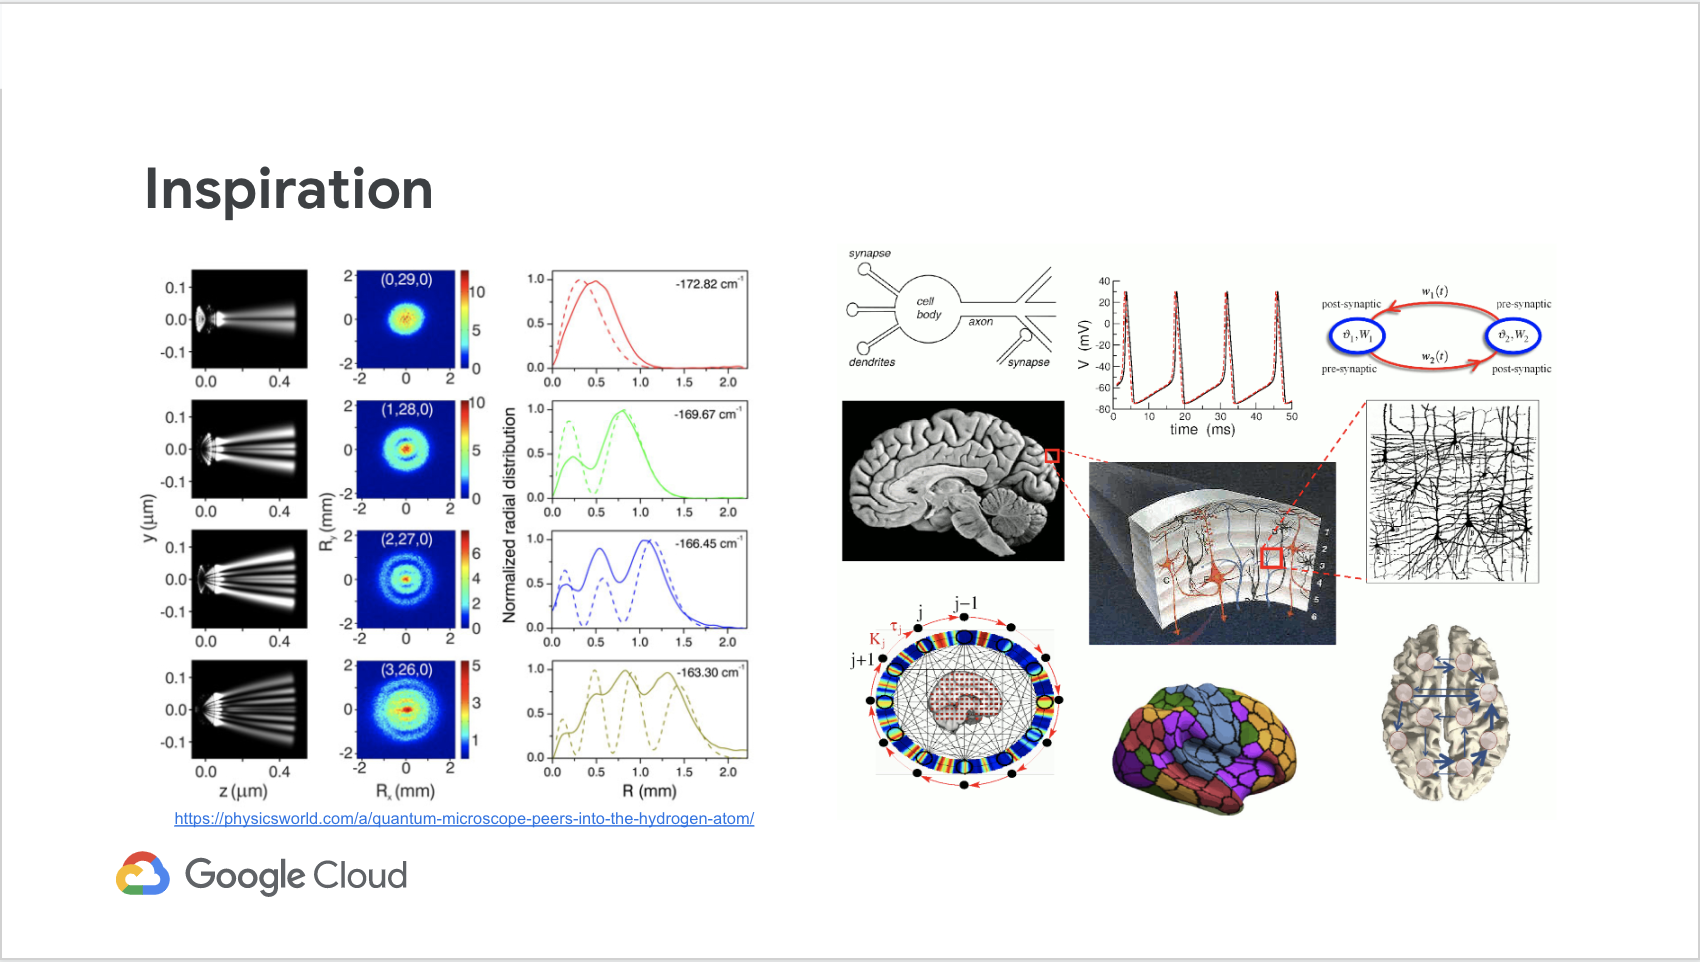 Inspiration
0.1
0.0
-0.1
0.0 0.4
2
0
-2
-2 0 2
(0,29,0)
10
5
0
1.0
0.5
0.0
0.0 0.5 1.0 1.5 2.0
-172.82 cm-1
0.1
0.0
-0.1
0.0 0.4
2
0
-2
-2 0 2
(1,28,0)
10
5
0
1.0
0.5
0.0
0.0 0.5 1.0 1.5 2.0
-169.67 cm-1
0.1
0.0
-0.1
0.0 0.4
2
0
-2
-2 0 2
(2,27,0)
6
4
2
0
1.0
0.5
0.0
0.0 0.5 1.0 1.5 2.0
-166.45 cm-1
0.1
0.0
-0.1
0.0 0.4
2
0
-2
-2 0 2
(3,26,0)
5
3
1
1.0
0.5
0.0
0.0 0.5 1.0 1.5 2.0
-163.30 cm-1
y (μm)
Ry (mm)
Normalized radial distribution
z (μm)
Rx (mm)
R (mm)
https://physicsworld.com/a/quantum-microscope-peers-into-the-hydrogen-atom/
synapse
cell
body
axon
dendrites
synapse
V (mV)
40
20
0
-20
-40
-60
-80
0 10 20 30 40 50
time (ms)
w1(t)
post-synaptic
pre-synaptic
ϑ1,W1
ϑ2,W2
w2(t)
pre-synaptic
post-synaptic
1
2
3
4
5
6
j-1
j
τj
Kj
j+1
Google Cloud